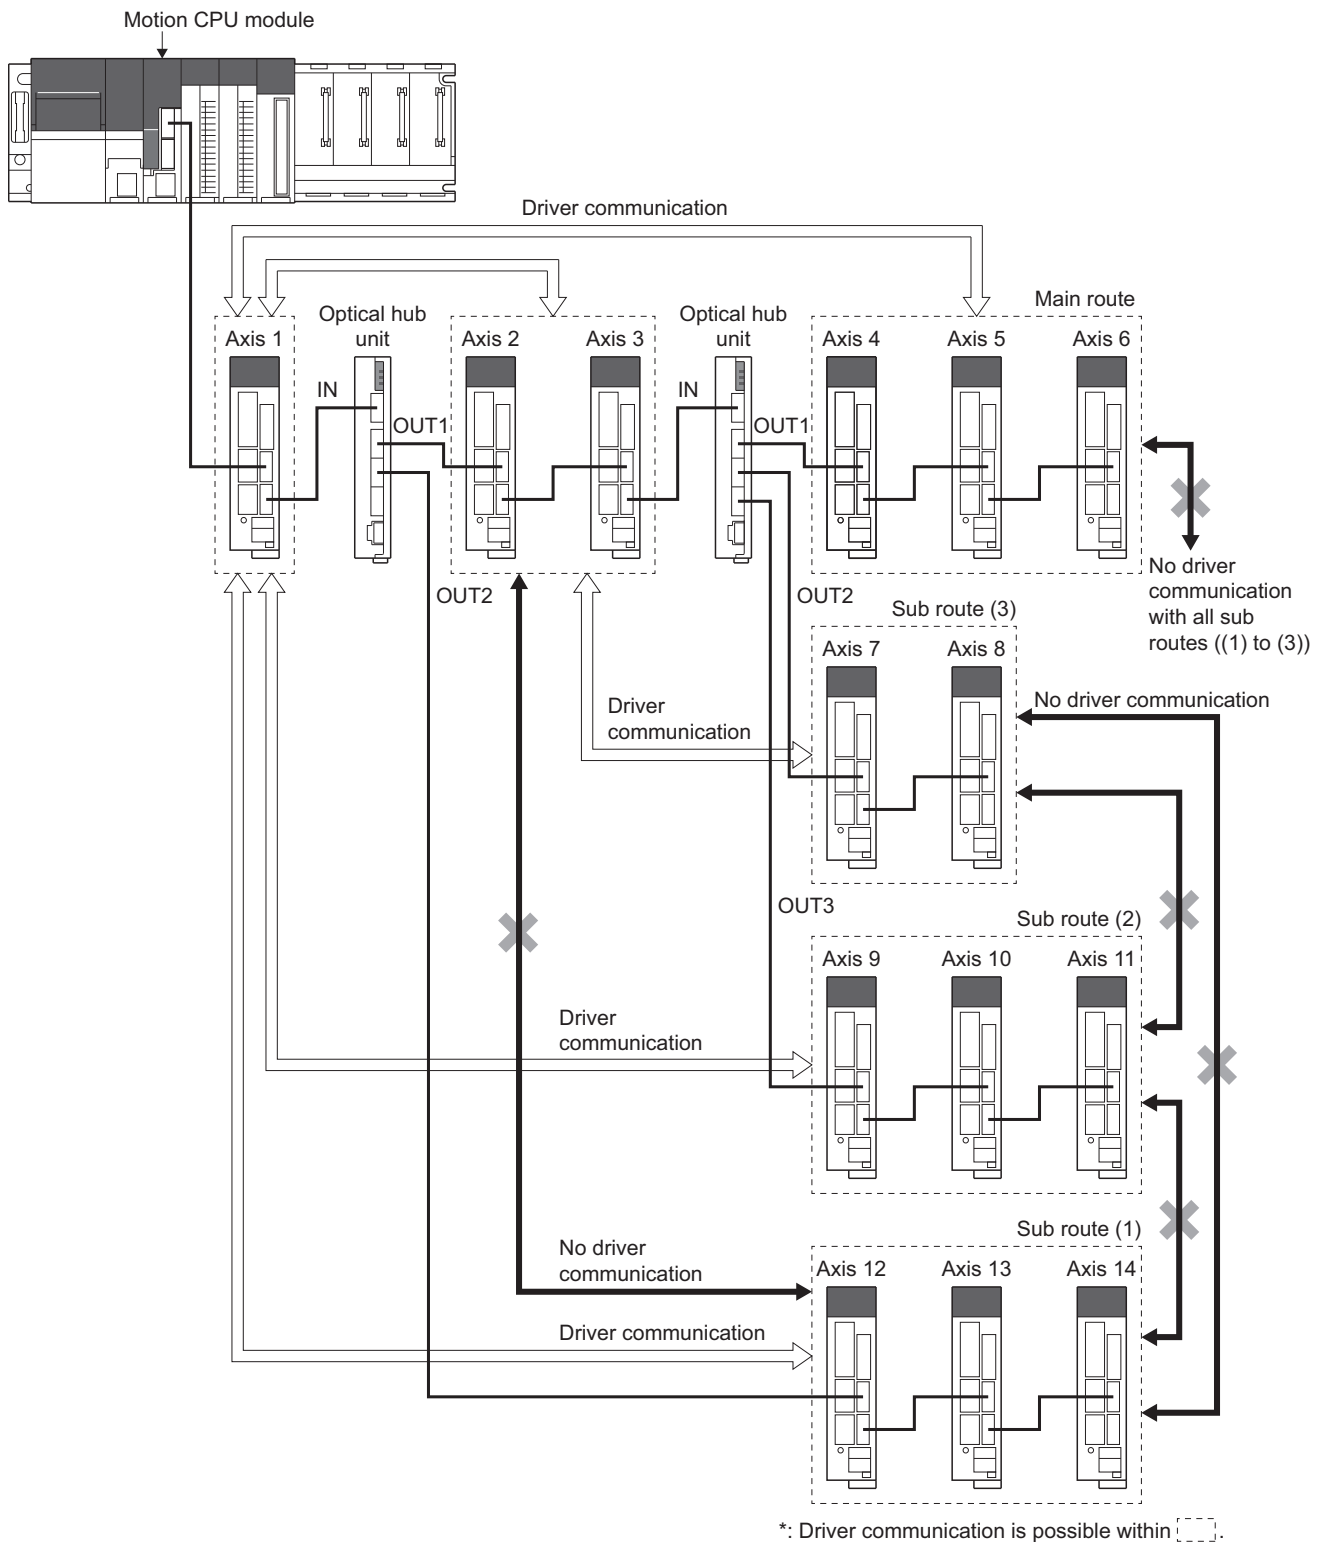 Motion CPU module
Driver communication
Main route
Optical hub
unit
Optical hub
unit
Axis 1
Axis 2
Axis 3
Axis 4
Axis 5
Axis 6
IN
OUT1
IN
OUT1
OUT2
OUT2
No driver
communication
with all sub
routes ((1) to (3))
Sub route (3)
Axis 7
Axis 8
Driver
communication
No driver communication
OUT3
Sub route (2)
Axis 9
Axis 10
Axis 11
Driver
communication
Sub route (1)
No driver
communication
Axis 12
Axis 13
Axis 14
Driver communication
*: Driver communication is possible within .